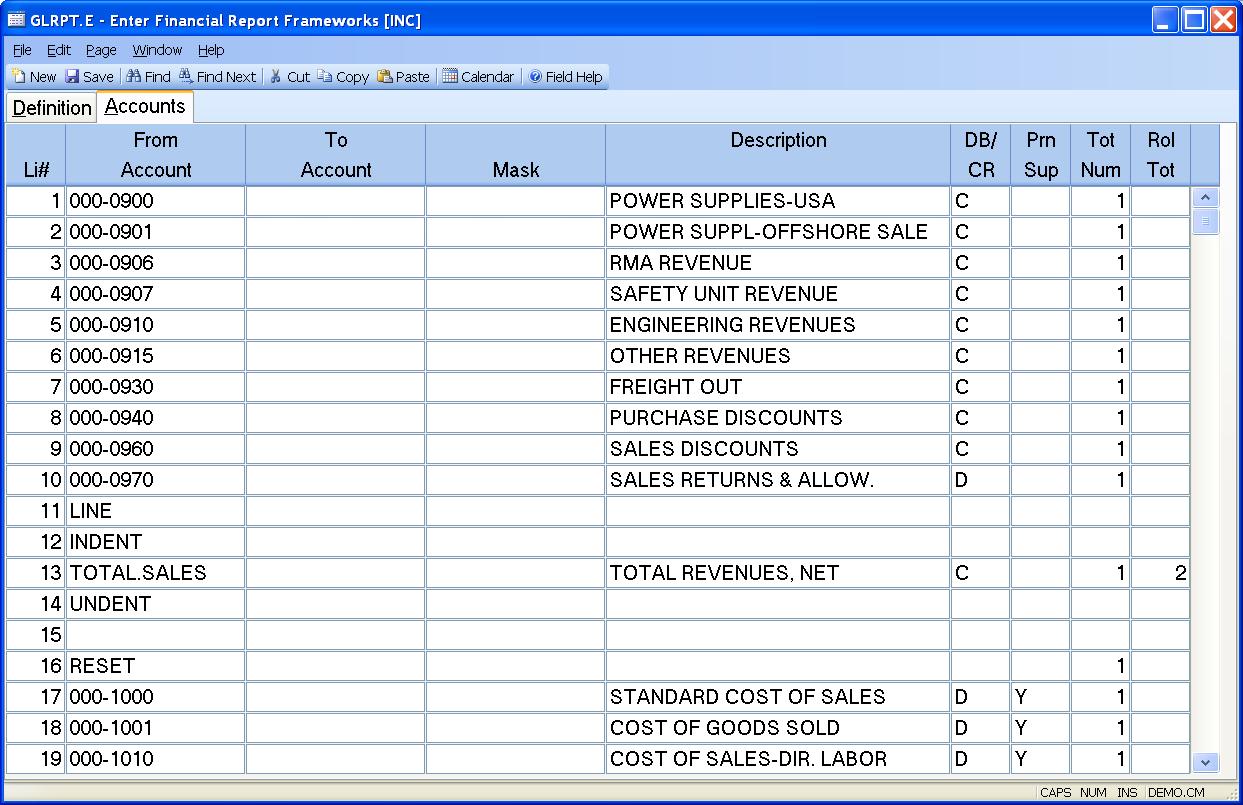 GLRPT.E - Enter Financial Report Frameworks [INC]
File Edit Page Window Help
New Save Find Find Next Cut Copy Paste Calendar Field Help
Definition Accounts
From To Description DB/ Prn Tot Rol
Li# Account Account Mask CR Sup Num Tot
1 000-0900 POWER SUPPLIES-USA C 1
2 000-0901 POWER SUPPL-OFFSHORE SALE C 1
3 000-0906 RMA REVENUE C 1
4 000-0907 SAFETY UNIT REVENUE C 1
5 000-0910 ENGINEERING REVENUES C 1
6 000-0915 OTHER REVENUES C 1
7 000-0930 FREIGHT OUT C 1
8 000-0940 PURCHASE DISCOUNTS C 1
9 000-0960 SALES DISCOUNTS C 1
10 000-0970 SALES RETURNS & ALLOW. D 1
11 LINE
12 INDENT
13 TOTAL.SALES TOTAL REVENUES, NET C 1 2
14 UNDENT
15
16 RESET 1
17 000-1000 STANDARD COST OF SALES D Y 1
18 000-1001 COST OF GOODS SOLD D Y 1
19 000-1010 COST OF SALES-DIR. LABOR D Y 1
CAPS NUM INS DEMO.CM